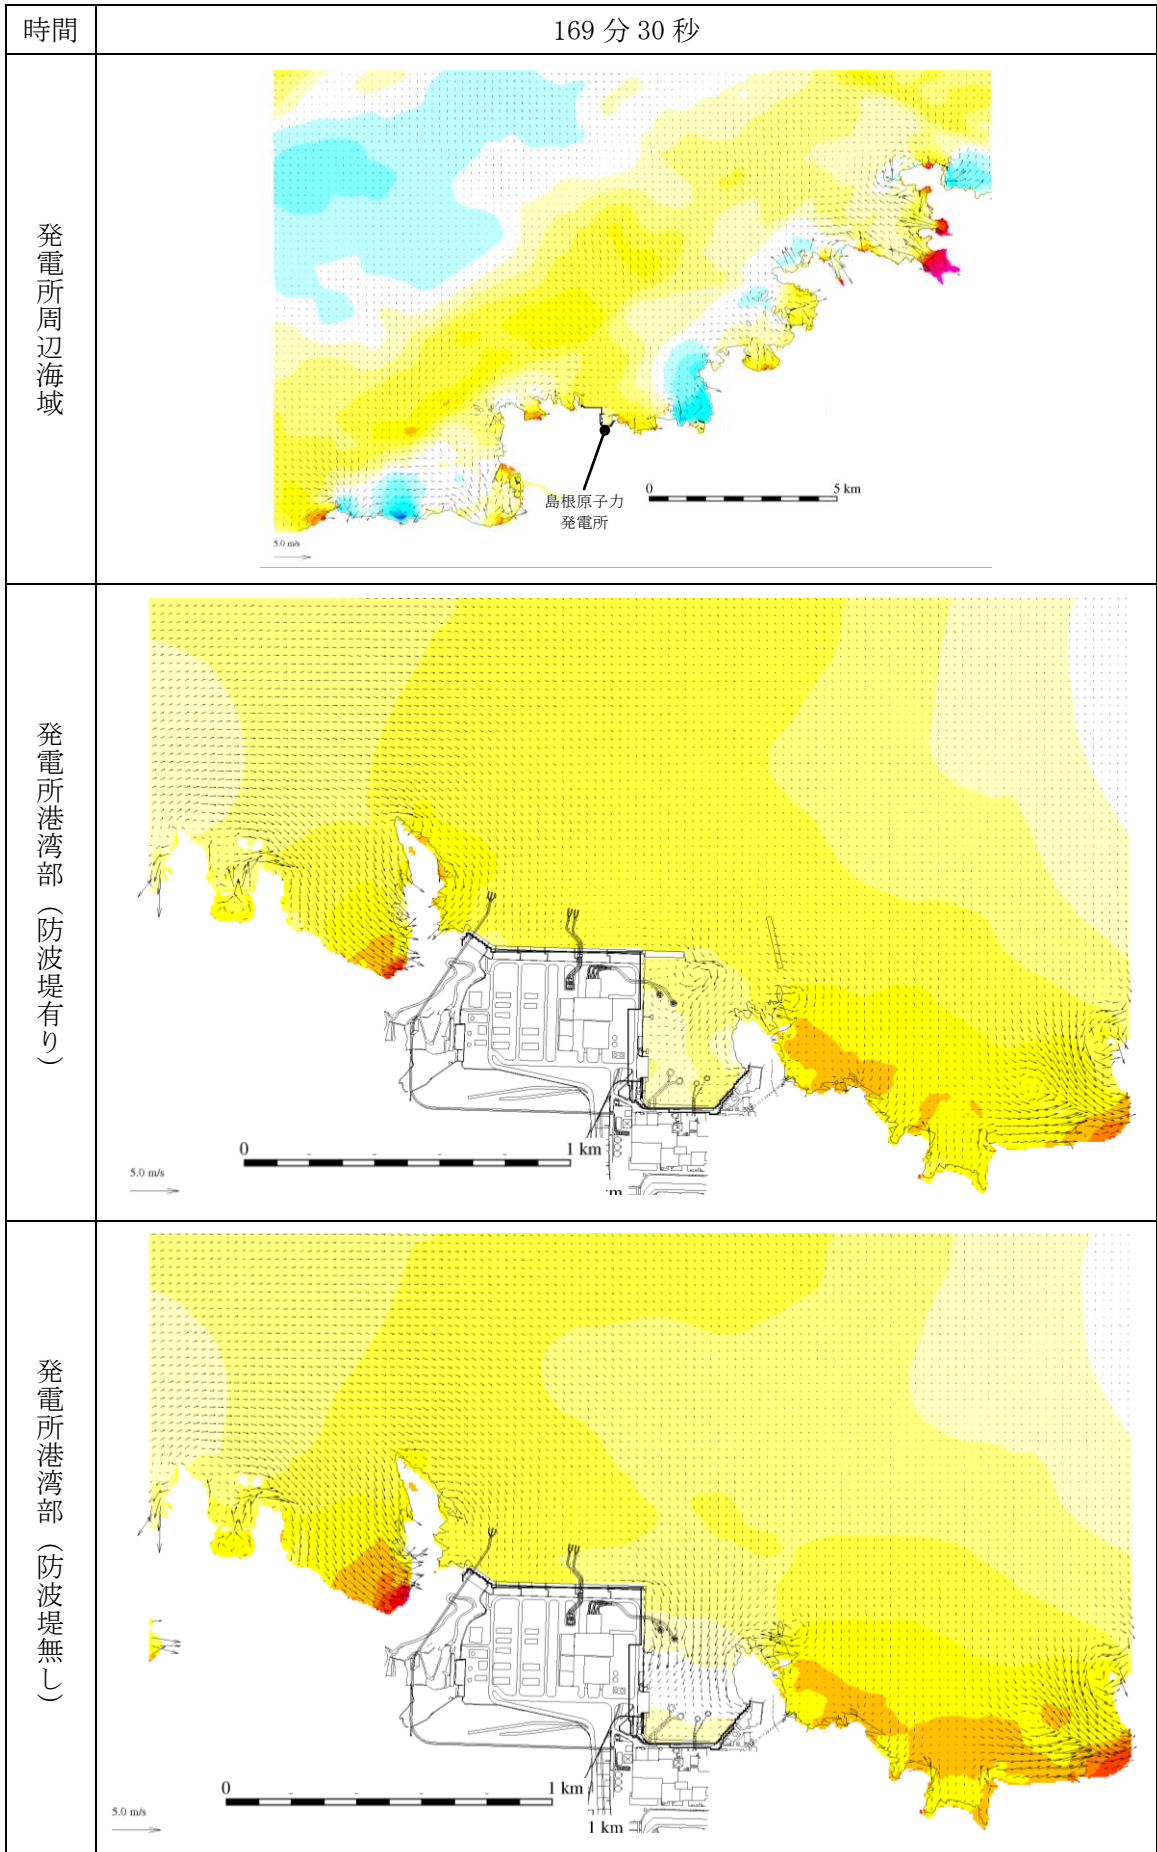 時間
169 分 30 秒
発電所周辺海域
島根原子力
発電所
0
5 km
5.0 m/s
発電所港湾部（防波堤有り）
0
1 km
5.0 m/s
m
発電所港湾部（防波堤無し）
0
1 km
5.0 m/s
1 km